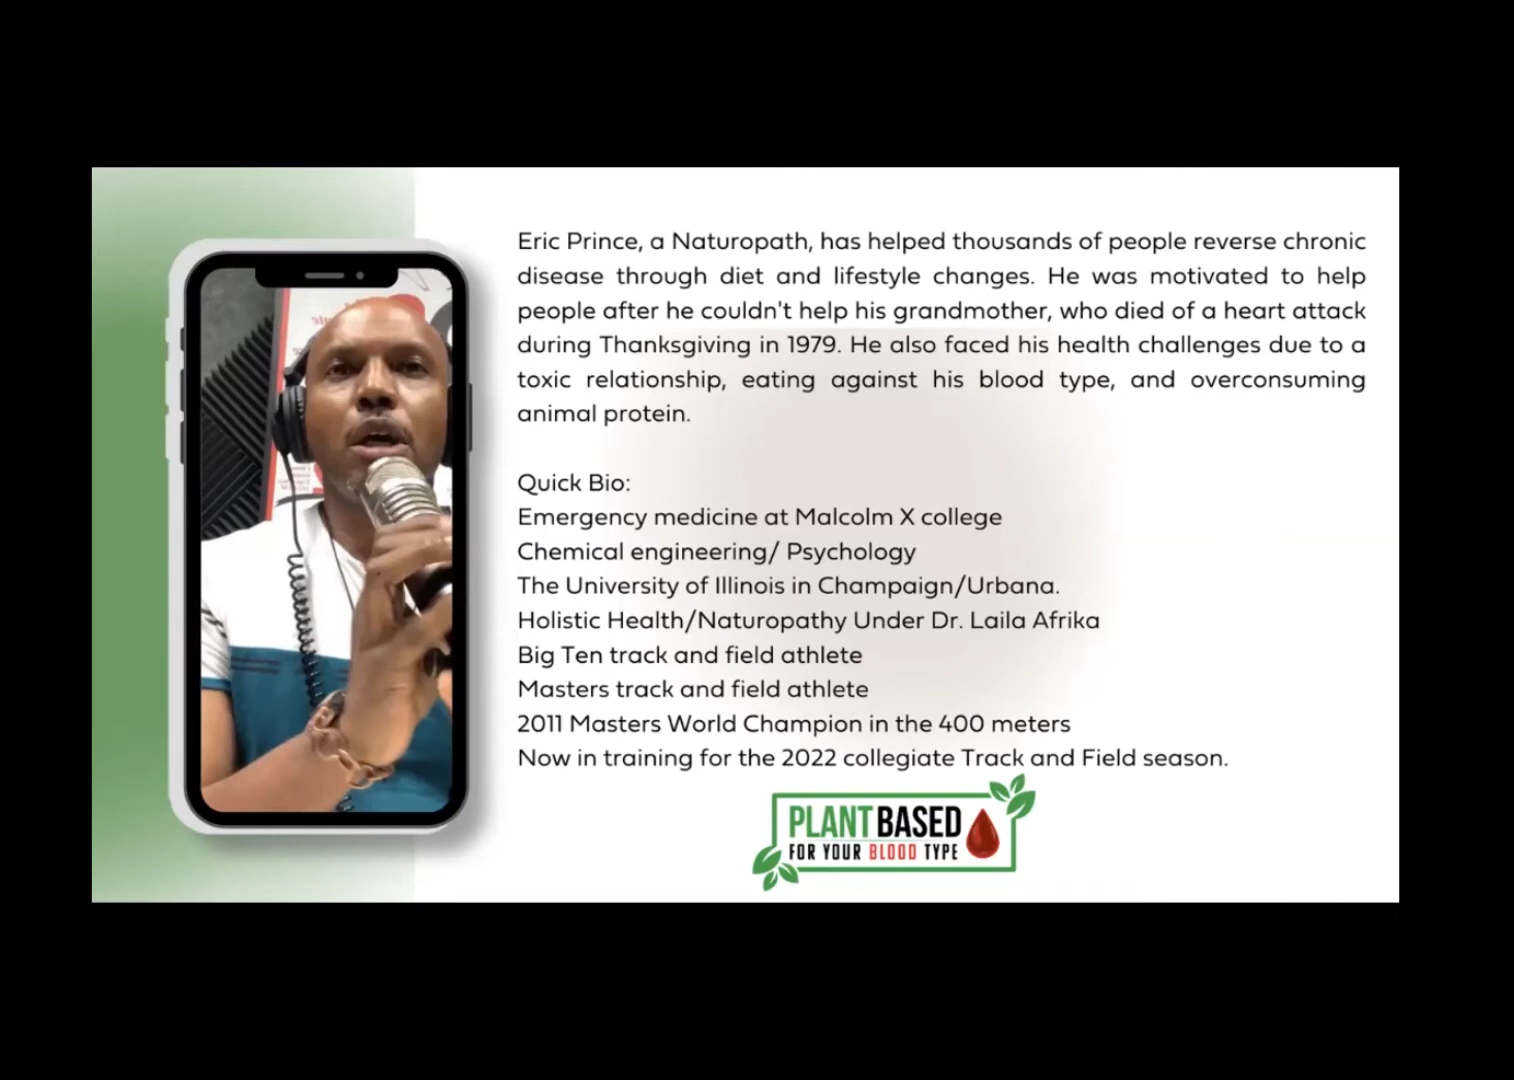 Eric Prince, a Naturopath, has helped thousands of people reverse chronic
disease through diet and lifestyle changes. He was motivated to help
people after he couldn't help his grandmother, who died of a heart attack
during Thanksgiving in 1979. He also faced his health challenges due to a
toxic relationship, eating against his blood type, and overconsuming
animal protein.
Quick Bio:
Emergency medicine at Malcolm X college
Chemical engineering/ Psychology
The University of Illinois in Champaign/Urbana.
Holistic Health/Naturopathy Under Dr. Laila Afrika
Big Ten track and field athlete
Masters track and field athlete
2011 Masters World Champion in the 400 meters
Now in training for the 2022 collegiate Track and Field season.
PLANT BASED
FOR YOUR BLOOD TYPE